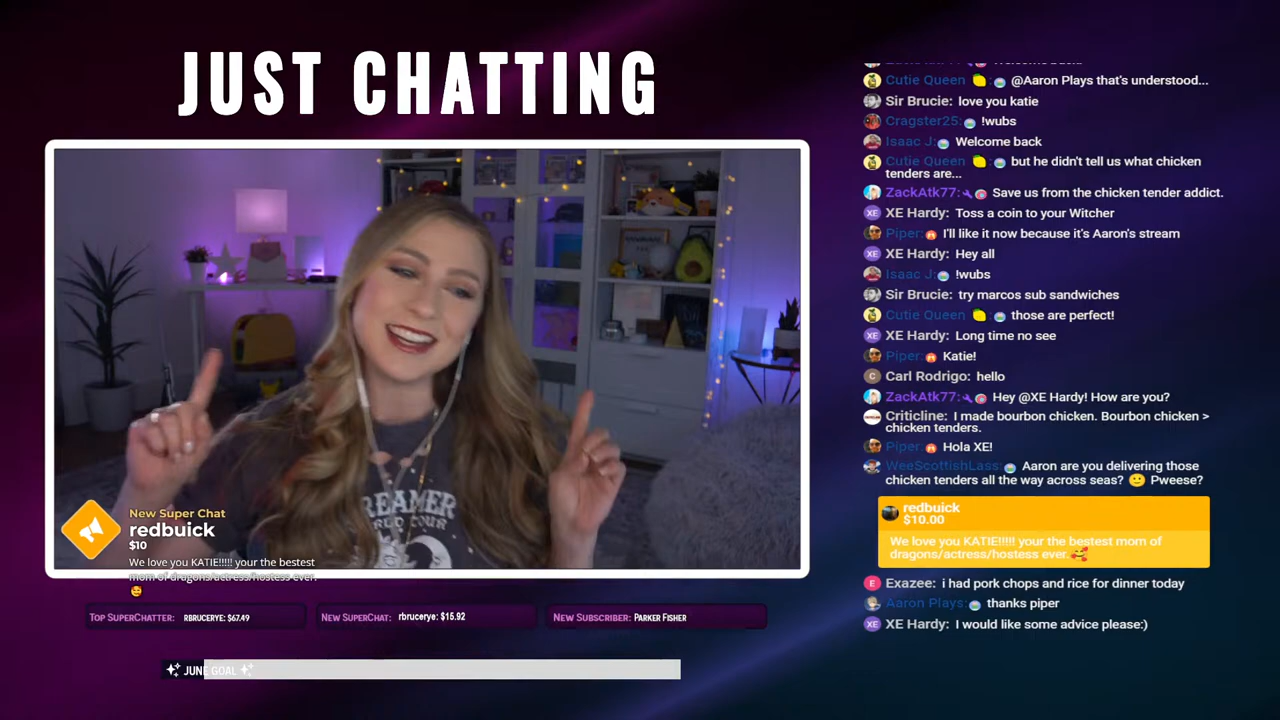 JUST CHATTING
@Aaron Plays that's understood...
Cutie Queen
Sir Brucie: love you katie
Cragster25: !wubs
Isaac J: Welcome back
Cutie Queen : but he didn't tell us what chicken
tenders are...
ZackAtk77: Save us from the chicken tender addict.
XE XE Hardy: Toss a coin to your Witcher
Piper: I'll like it now because it's Aaron's stream
XE XE Hardy: Hey all
Isaac J: !wubs
Sir Brucie: try marcos sub sandwiches
Cutie Queen : those are perfect!
XE XE Hardy: Long time no see
Piper: Katie!
C Carl Rodrigo: hello
ZackAtk77: Hey @XE Hardy! How are you?
Criticline: I made bourbon chicken. Bourbon chicken >
chicken tenders.
Piper: Hola XE!
WeeScottishLass: Aaron are you delivering those
chicken tenders all the way across seas? 🙂 Pweese?
redbuick
$10.00
We love you KATIE!!!!! your the bestest mom of
dragons/actress/hostess ever.🥰
E Exazee: i had pork chops and rice for dinner today
Aaron Plays: thanks piper
XE XE Hardy: I would like some advice please:)
DREAMER
WORLD TOUR
New Super Chat
redbuick
$10
We love you KATIE!!!!! your the bestest
mom of dragons/actress/hostess ever.
TOP SUPERCHATTER: RBRUCERYE: $67.49
NEW SUPERCHAT: rbrucerye: $15.92
NEW SUBSCRIBER: PARKER FISHER
JUNE GOAL